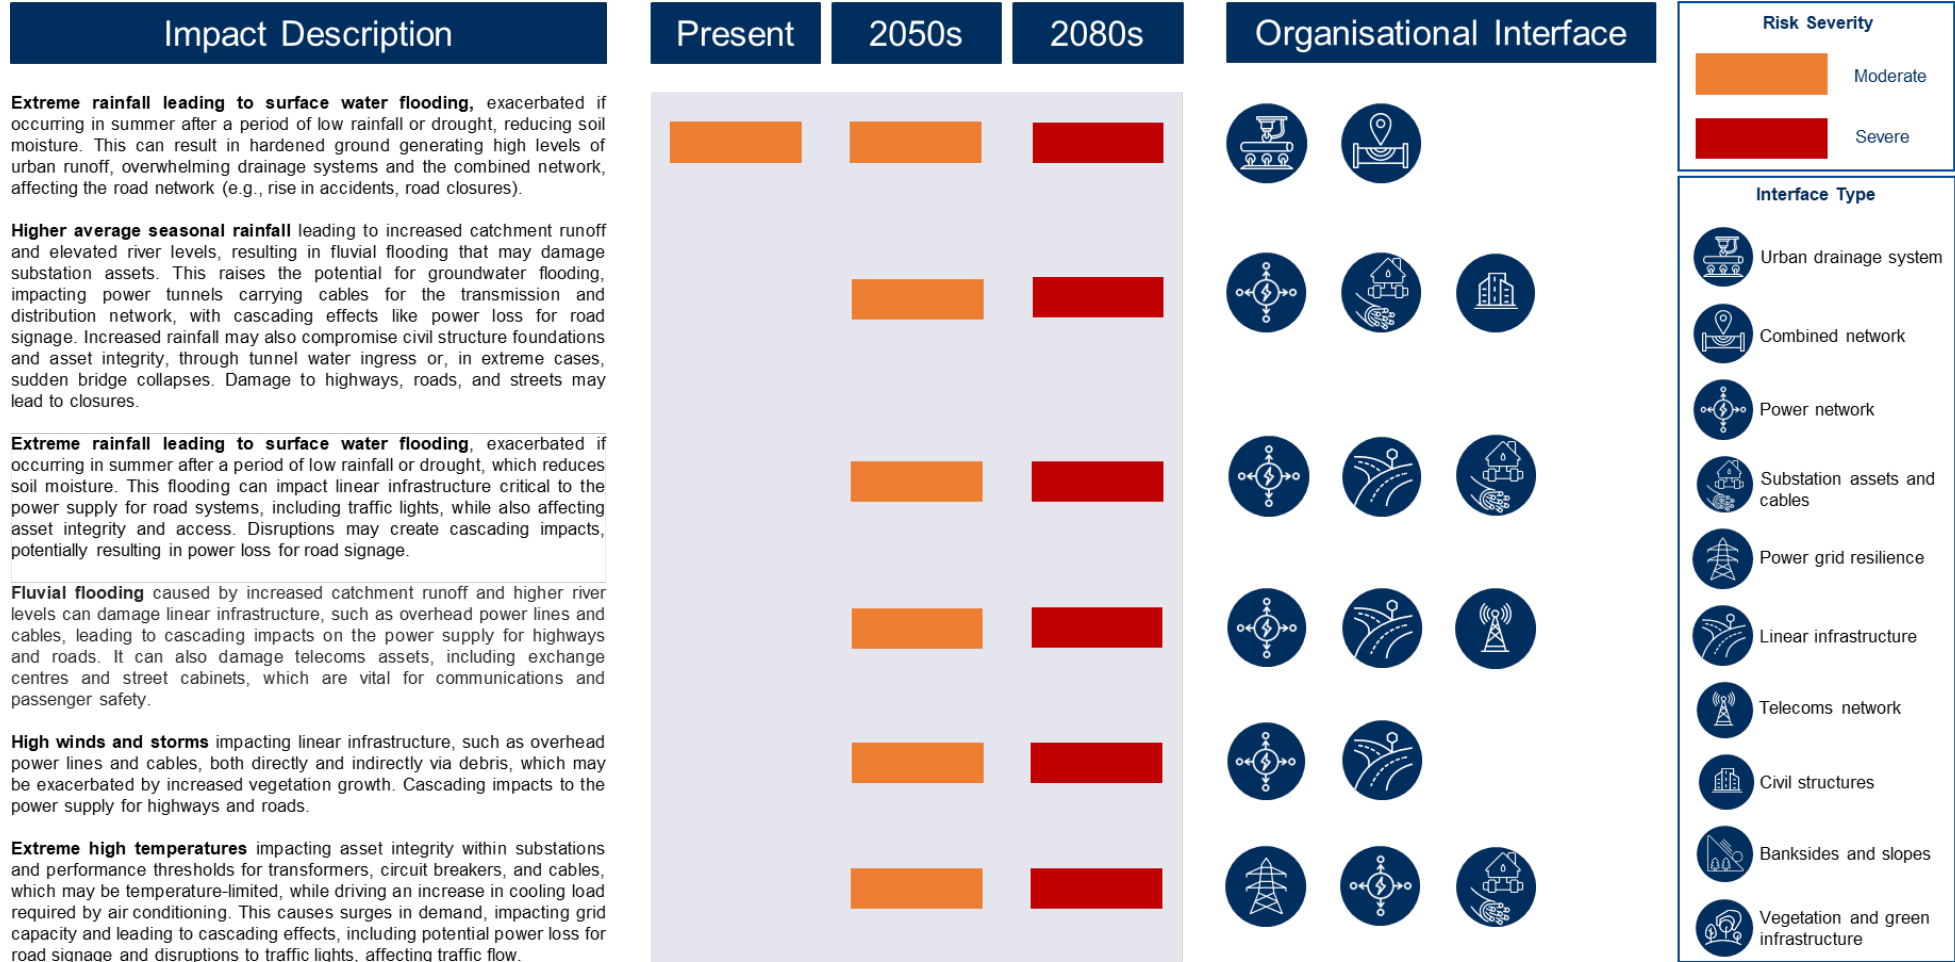 Impact Description
Present
2050s
2080s
Organisational Interface
Extreme rainfall leading to surface water flooding, exacerbated if
occurring in summer after a period of low rainfall or drought, reducing soil
moisture. This can result in hardened ground generating high levels of
urban runoff, overwhelming drainage systems and the combined network,
affecting the road network (e.g., rise in accidents, road closures).
Higher average seasonal rainfall leading to increased catchment runoff
and elevated river levels, resulting in fluvial flooding that may damage
substation assets. This raises the potential for groundwater flooding,
impacting power tunnels carrying cables for the transmission and
distribution network, with cascading effects like power loss for road
signage. Increased rainfall may also compromise civil structure foundations
and asset integrity, through tunnel water ingress or, in extreme cases,
sudden bridge collapses. Damage to highways, roads, and streets may
lead to closures.
Extreme rainfall leading to surface water flooding, exacerbated if
occurring in summer after a period of low rainfall or drought, which reduces
soil moisture. This flooding can impact linear infrastructure critical to the
power supply for road systems, including traffic lights, while also affecting
asset integrity and access. Disruptions may create cascading impacts,
potentially resulting in power loss for road signage.
Fluvial flooding caused by increased catchment runoff and higher river
levels can damage linear infrastructure, such as overhead power lines and
cables, leading to cascading impacts on the power supply for highways
and roads. It can also damage telecoms assets, including exchange
centres and street cabinets, which are vital for communications and
passenger safety.
High winds and storms impacting linear infrastructure, such as overhead
power lines and cables, both directly and indirectly via debris, which may
be exacerbated by increased vegetation growth. Cascading impacts to the
power supply for highways and roads.
Extreme high temperatures impacting asset integrity within substations
and performance thresholds for transformers, circuit breakers, and cables,
which may be temperature-limited, while driving an increase in cooling load
required by air conditioning. This causes surges in demand, impacting grid
capacity and leading to cascading effects, including potential power loss for
road signage and disruptions to traffic lights, affecting traffic flow.
Risk Severity
Moderate
Severe
Interface Type
Urban drainage system
Combined network
Power network
Substation assets and
cables
Power grid resilience
Linear infrastructure
Telecoms network
Civil structures
Banksides and slopes
Vegetation and green
infrastructure